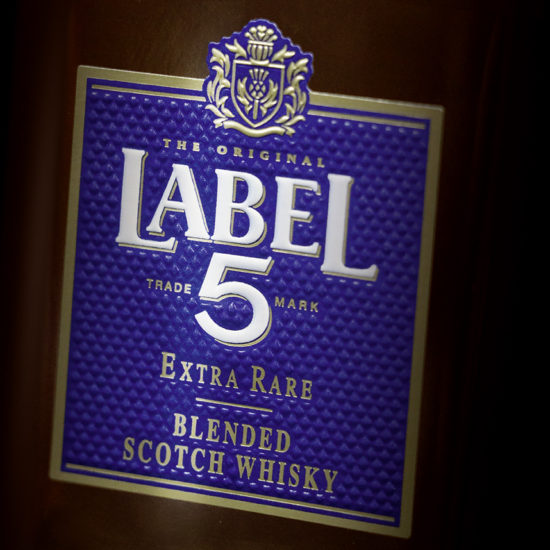 THE ORIGINAL
LABEL
5
TRADE MARK
EXTRA RARE
BLENDED
SCOTCH WHISKY